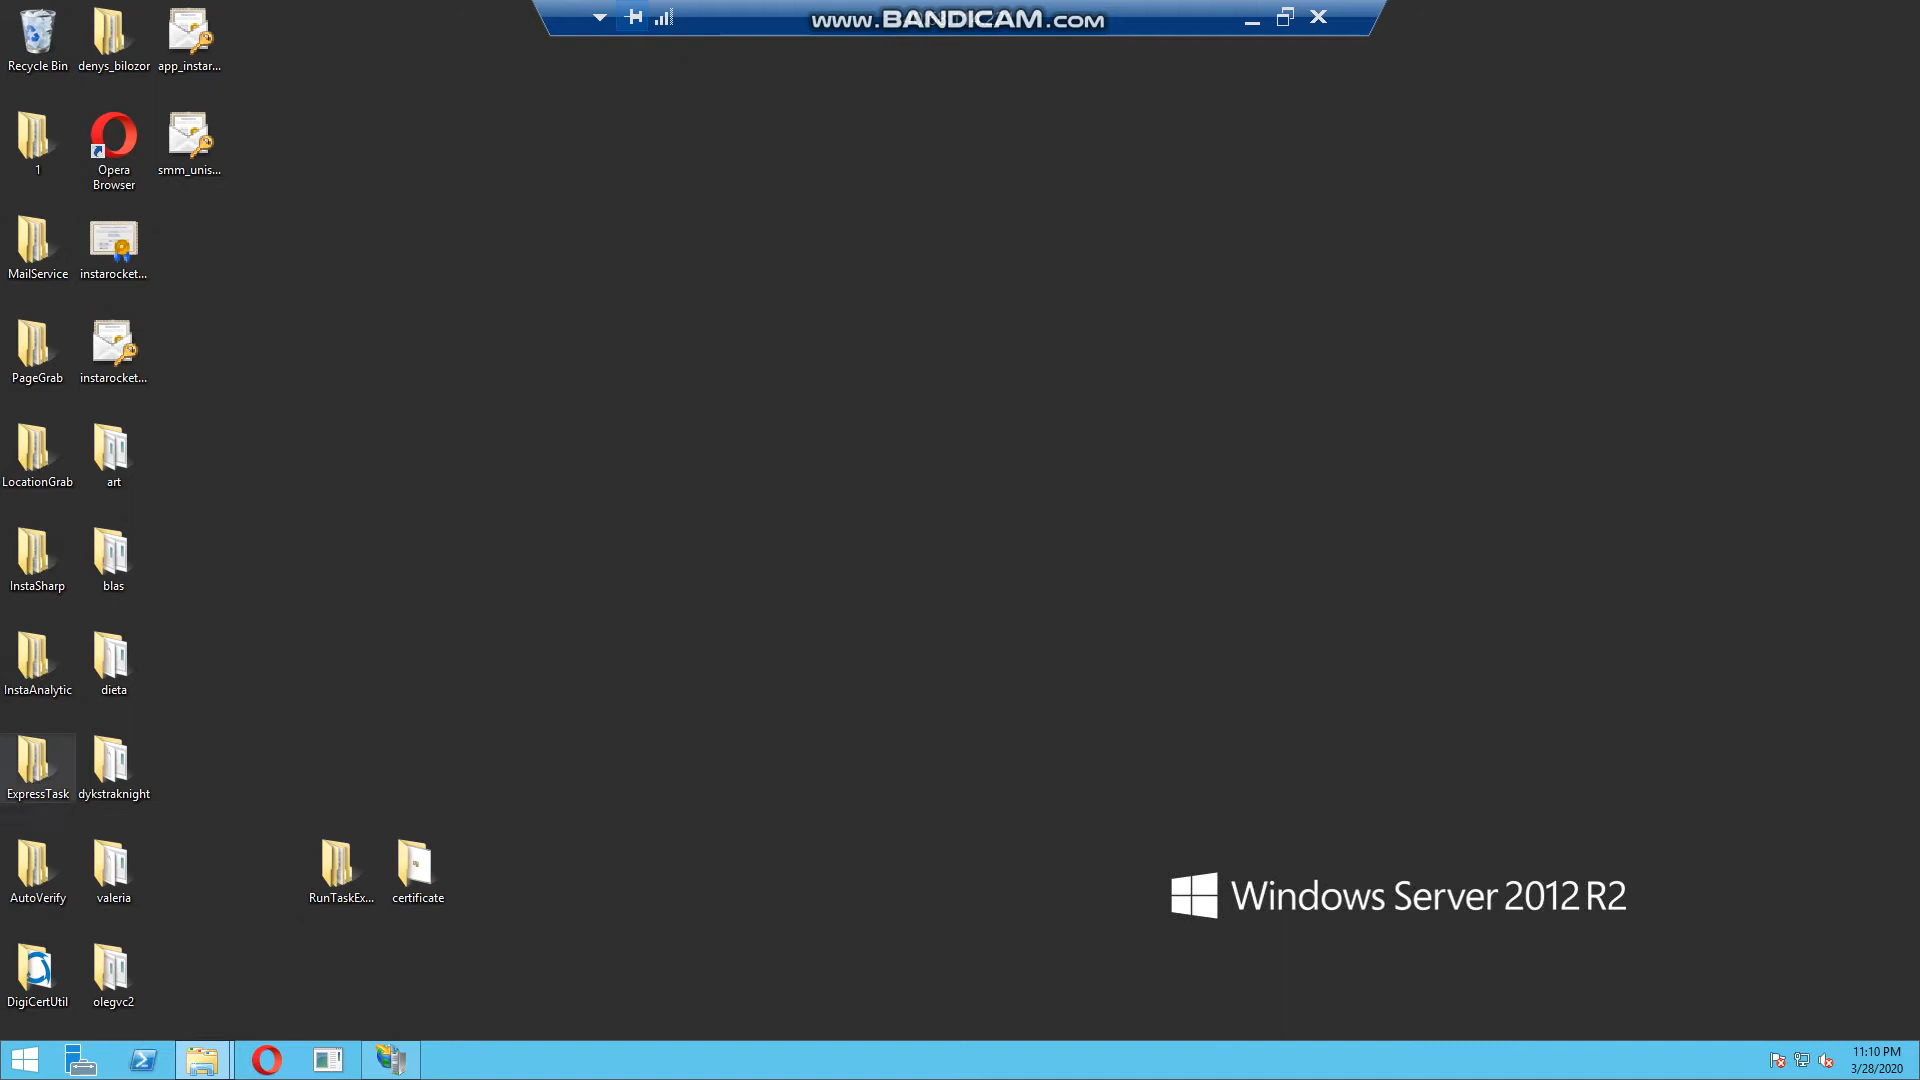 www.BANDICAM.com
Recycle Bin
denys_bilozor
app_instar...
1
Opera
Browser
smm_unis...
MailService
instarocket...
PageGrab
instarocket...
LocationGrab
art
InstaSharp
blas
InstaAnalytic
dieta
ExpressTask
dykstraknight
AutoVerify
valeria
RunTaskEx...
certificate
Windows Server 2012 R2
DigiCertUtil
olegvc2
11:10 PM
3/28/2020